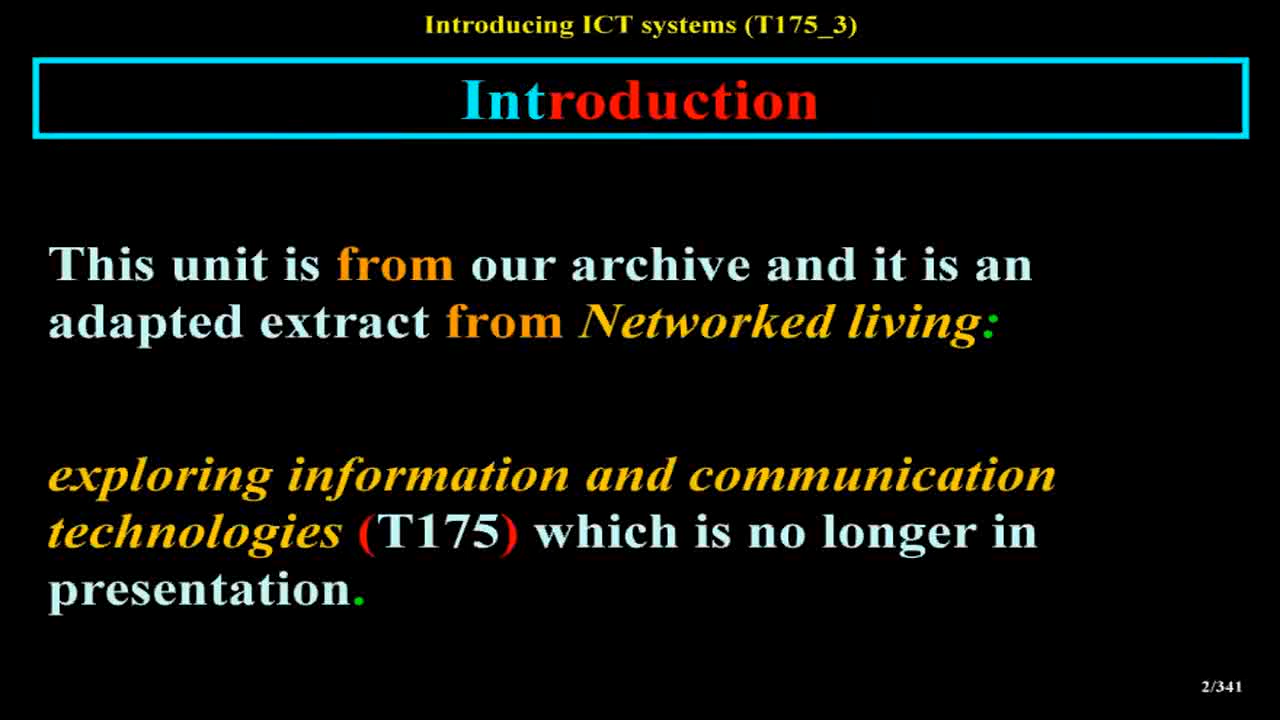 Introducing ICT systems (T175_3)
Introduction
This unit is from our archive and it is an
adapted extract from Networked living:
exploring information and communication
technologies (T175) which is no longer in
presentation.
2/341